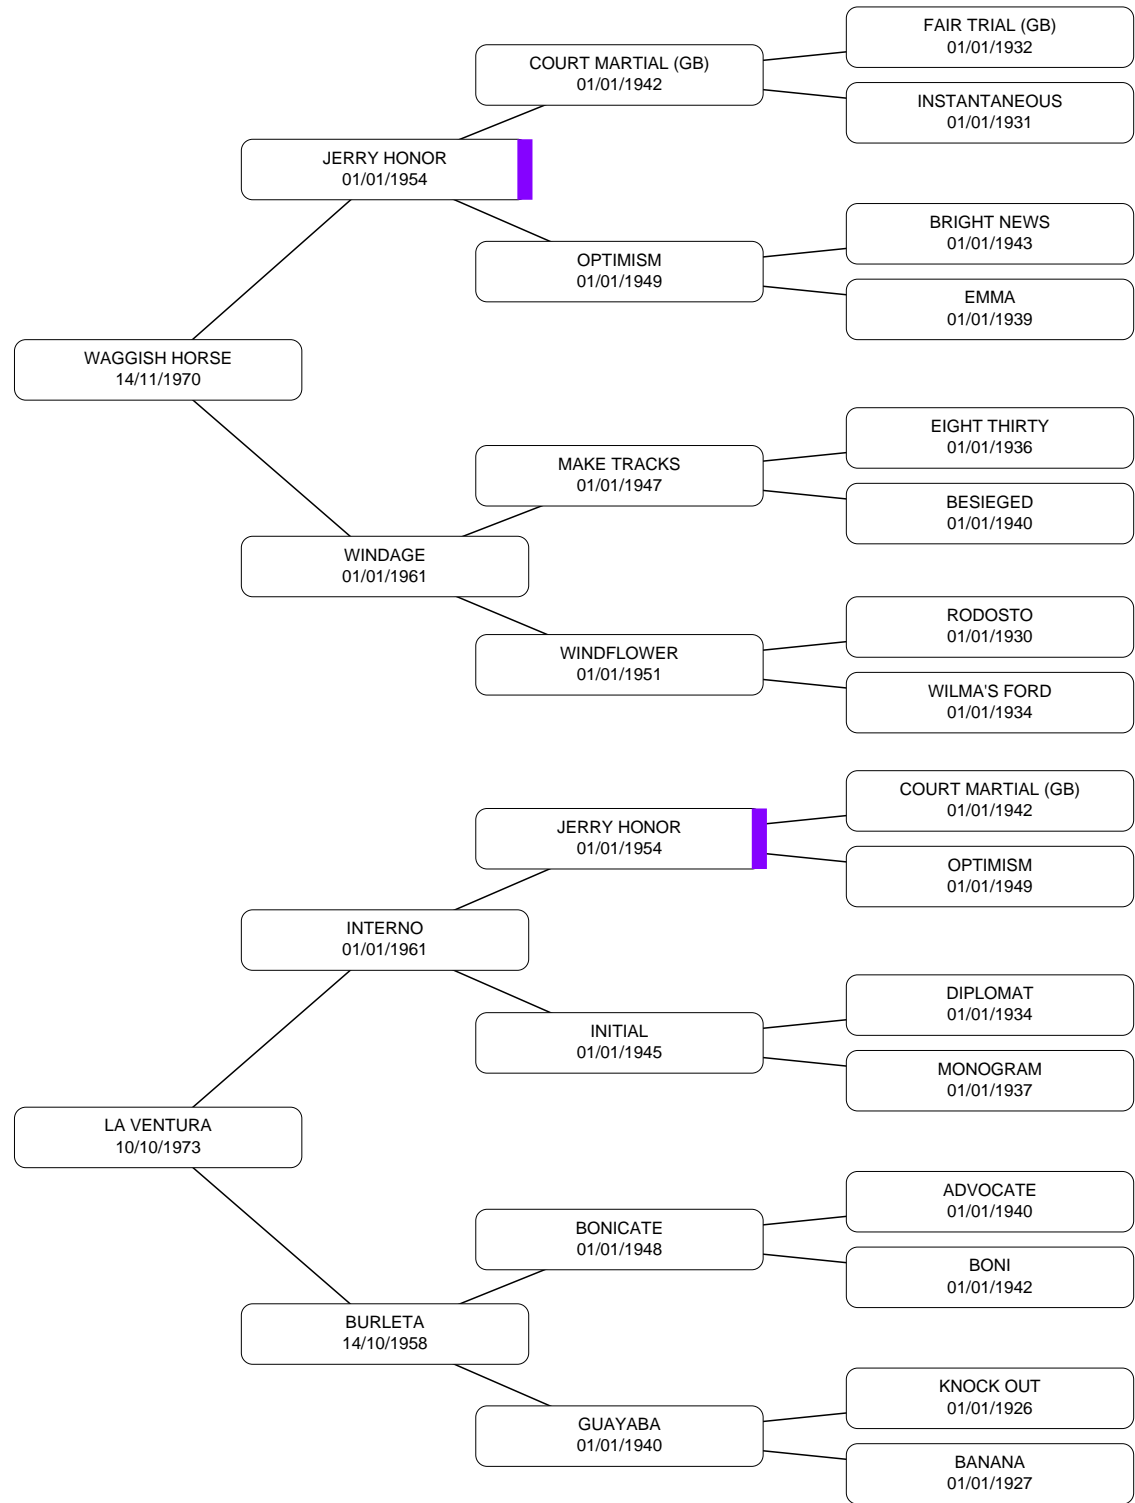 FAIR TRIAL (GB)
01/01/1932
COURT MARTIAL (GB)
01/01/1942
INSTANTANEOUS
01/01/1931
JERRY HONOR
01/01/1954
BRIGHT NEWS
01/01/1943
OPTIMISM
01/01/1949
EMMA
01/01/1939
WAGGISH HORSE
14/11/1970
EIGHT THIRTY
01/01/1936
MAKE TRACKS
01/01/1947
BESIEGED
01/01/1940
WINDAGE
01/01/1961
RODOSTO
01/01/1930
WINDFLOWER
01/01/1951
WILMA'S FORD
01/01/1934
COURT MARTIAL (GB)
01/01/1942
JERRY HONOR
01/01/1954
OPTIMISM
01/01/1949
INTERNO
01/01/1961
DIPLOMAT
01/01/1934
INITIAL
01/01/1945
MONOGRAM
01/01/1937
LA VENTURA
10/10/1973
ADVOCATE
01/01/1940
BONICATE
01/01/1948
BONI
01/01/1942
BURLETA
14/10/1958
KNOCK OUT
01/01/1926
GUAYABA
01/01/1940
BANANA
01/01/1927